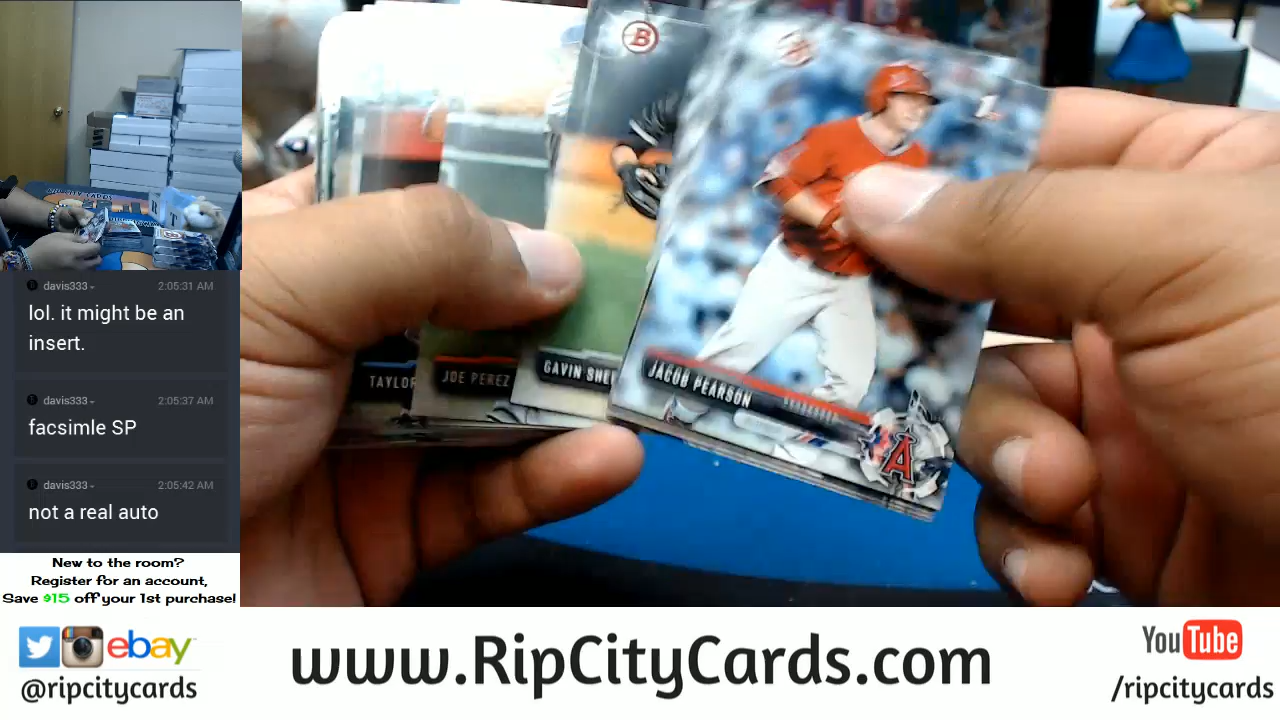 davis333
2:05:31 AM
lol. it might be an
insert.
davis333
2:05:37 AM
facsimle SP
davis333
2:05:42 AM
not a real auto
New to the room?
Register for an account,
Save $15 off your 1st purchase!
B
TAYLOR
JOE PEREZ
GAVIN SHE
JACOB PEARSON
A
ebay
@ripcitycards
www.RipCityCards.com
YouTube
/ripcitycards